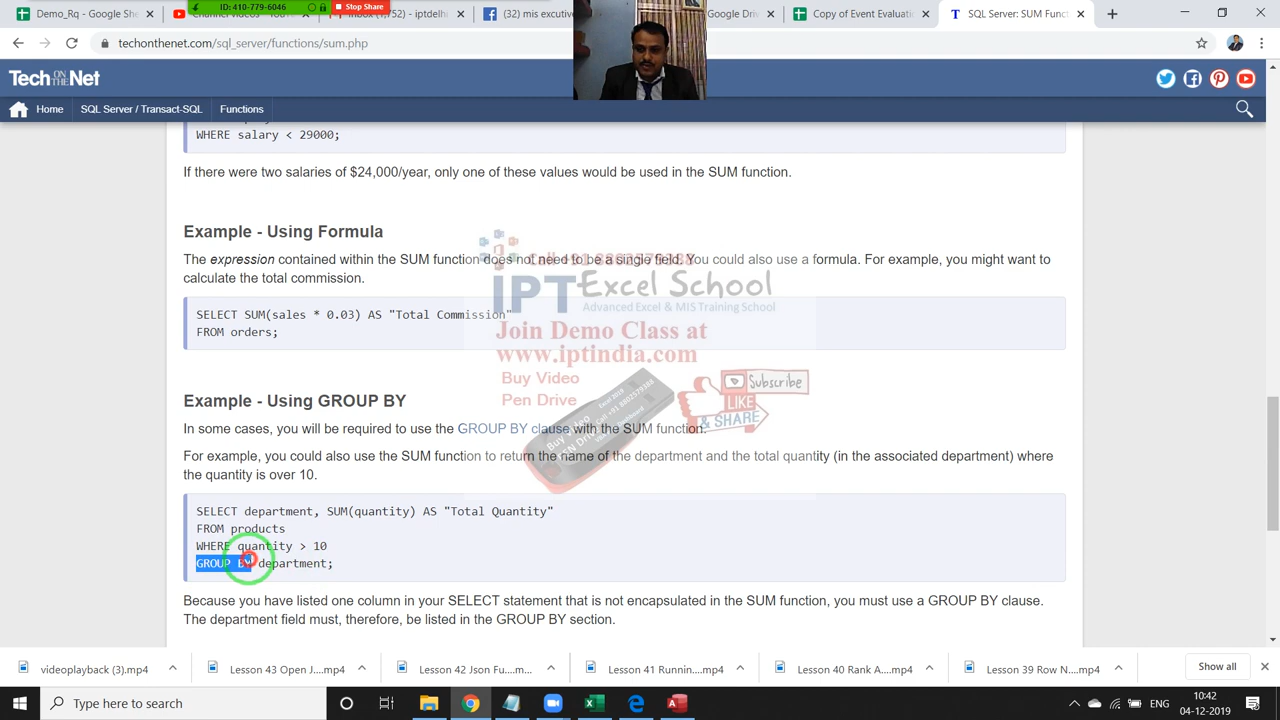 Demo_Rq - Google She
ID: 410-779-6046
Stop Share
(32) mis excutive
Google Driv
Copy of Event Evaluati
SQL Server: SUM Func
techonthenet.com/sql_server/functions/sum.php
Tech ON THE Net
Home
SQL Server / Transact-SQL
Functions
WHERE salary < 29000;
If there were two salaries of $24,000/year, only one of these values would be used in the SUM function.
Example - Using Formula
The expression contained within the SUM function does not need to be a single field. You could also use a formula. For example, you might want to
calculate the total commission.
IPT Excel School
Advanced Excel & MIS Training School
SELECT SUM(sales * 0.03) AS "Total Commission"
FROM orders;
Join Demo Class at
www.iptindia.com
Buy Video
Pen Drive
Subscribe
LIKE
& SHARE
Example - Using GROUP BY
In some cases, you will be required to use the GROUP BY clause with the SUM function.
For example, you could also use the SUM function to return the name of the department and the total quantity (in the associated department) where
the quantity is over 10.
SELECT department, SUM(quantity) AS "Total Quantity"
FROM products
WHERE quantity > 10
GROUP BY department;
Because you have listed one column in your SELECT statement that is not encapsulated in the SUM function, you must use a GROUP BY clause.
The department field must, therefore, be listed in the GROUP BY section.
videoplayback (3).mp4
Lesson 43 Open J....mp4
Lesson 42 Json Fu....mp4
Lesson 41 Runnin....mp4
Lesson 40 Rank A....mp4
Lesson 39 Row N....mp4
Show all
Type here to search
ENG
10:42
04-12-2019